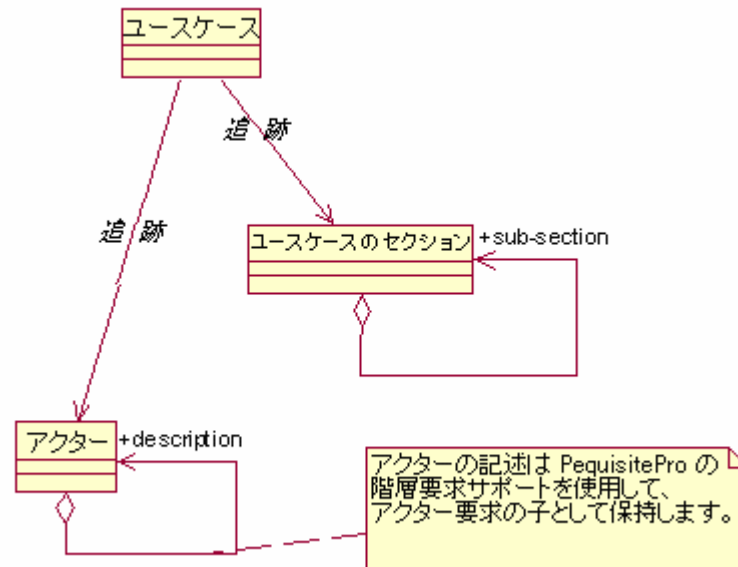 ユースケース
追 跡
追 跡
ユースケースのセクション
+sub-section
アクター
+description
アクターの記述は PequisitePro の
階層要求サポートを使用して、
アクター要求の子として保持します。